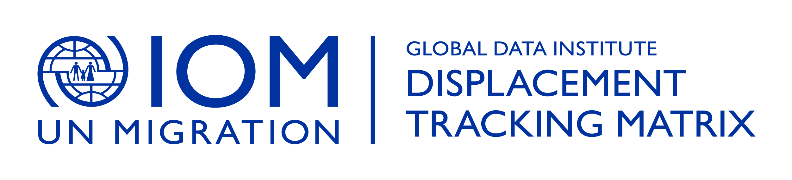 IOM
UN MIGRATION
GLOBAL DATA INSTITUTE
DISPLACEMENT
TRACKING MATRIX